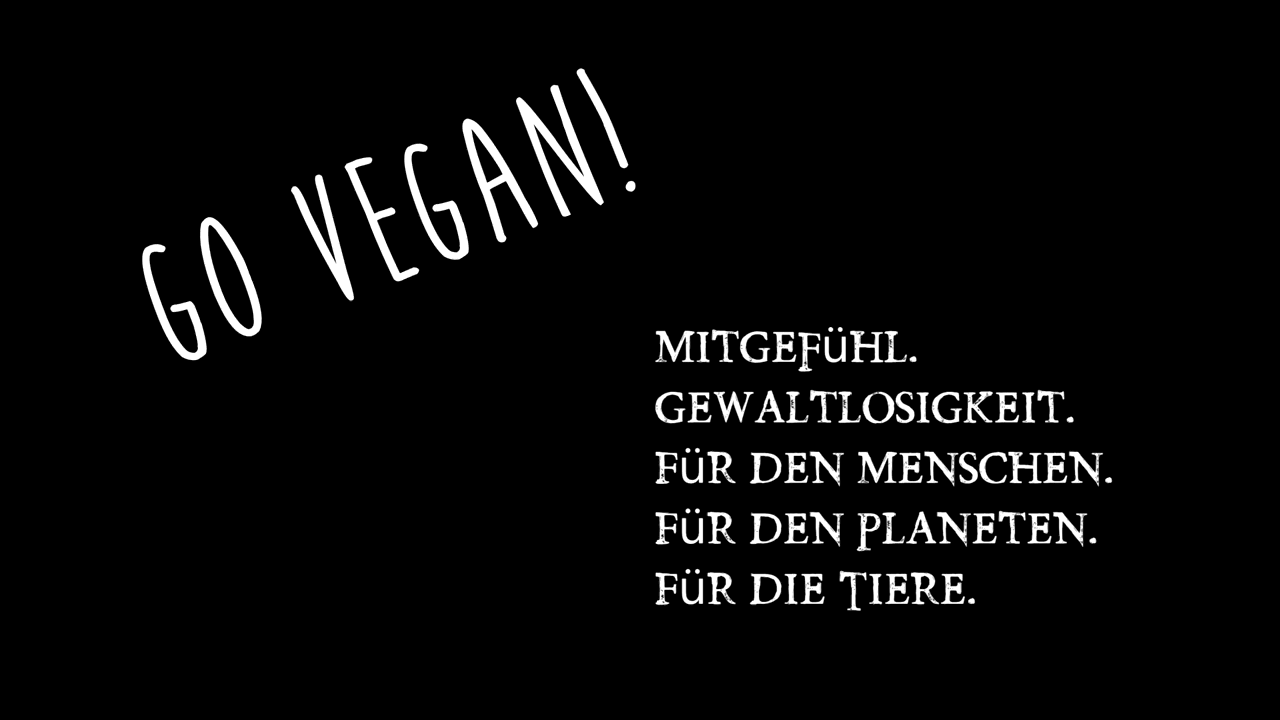 GO VEGAN!
MITGEFÜHL.
GEWALTLOSIGKEIT.
FÜR DEN MENSCHEN.
FÜR DEN PLANETEN.
FÜR DIE TIERE.